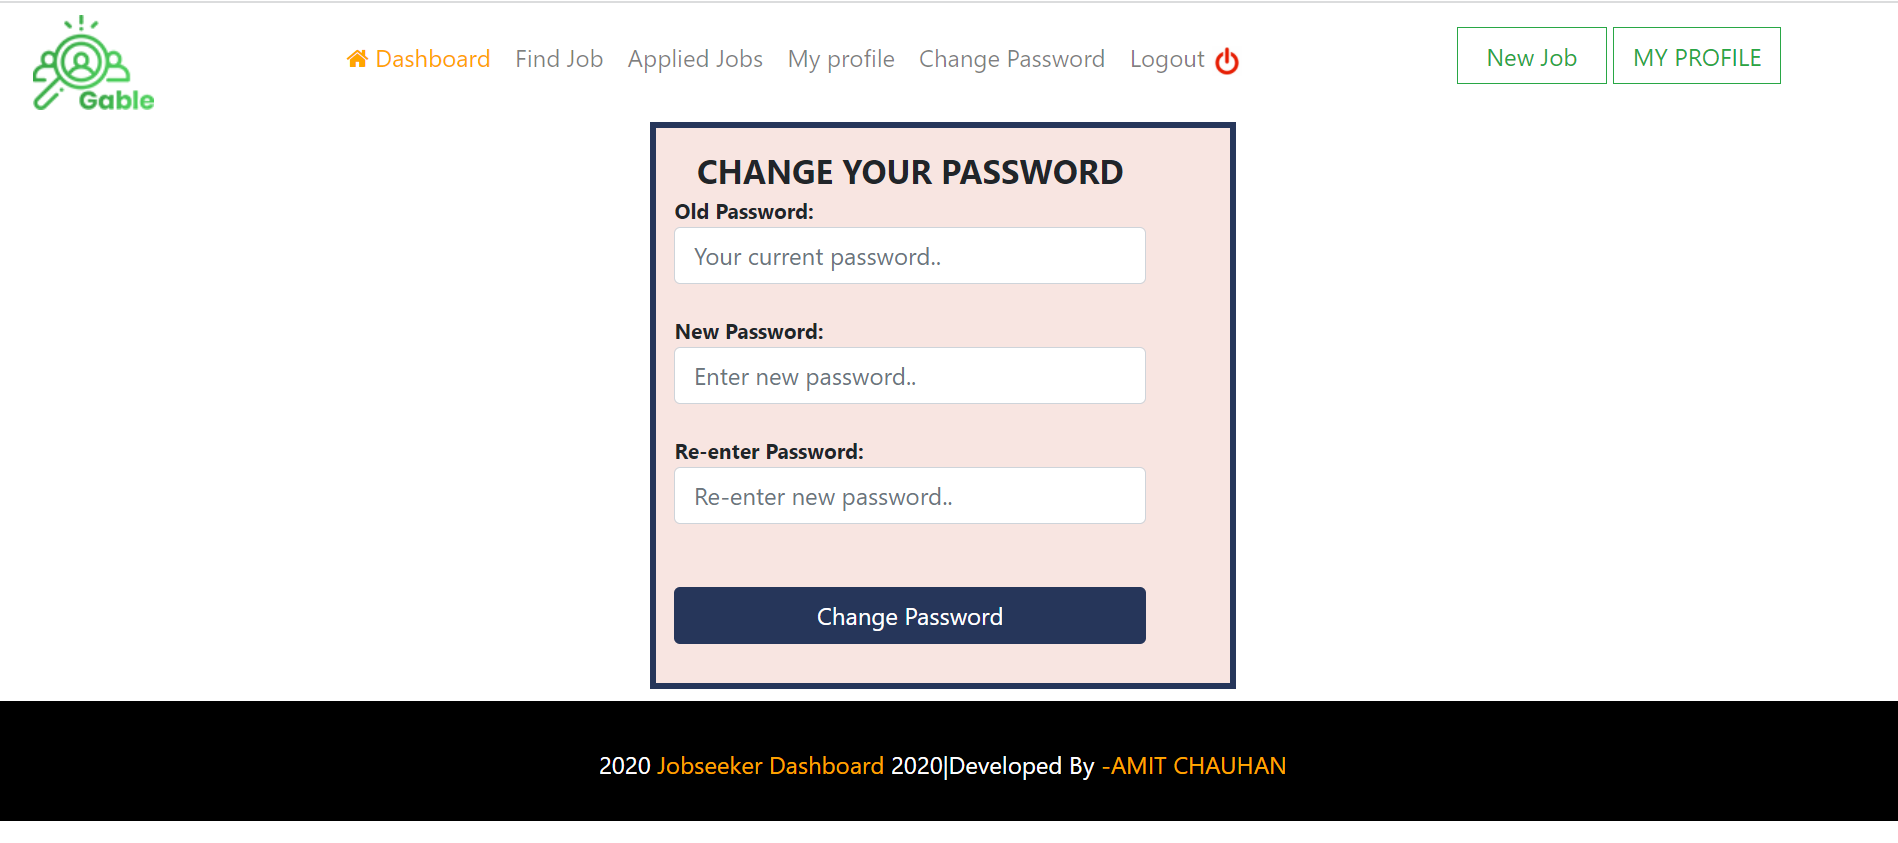 Gable
Dashboard Find Job Applied Jobs My profile Change Password Logout New Job MY PROFILE
CHANGE YOUR PASSWORD
Old Password:
Your current password..
New Password:
Enter new password..
Re-enter Password:
Re-enter new password..
Change Password
2020 Jobseeker Dashboard 2020|Developed By -AMIT CHAUHAN